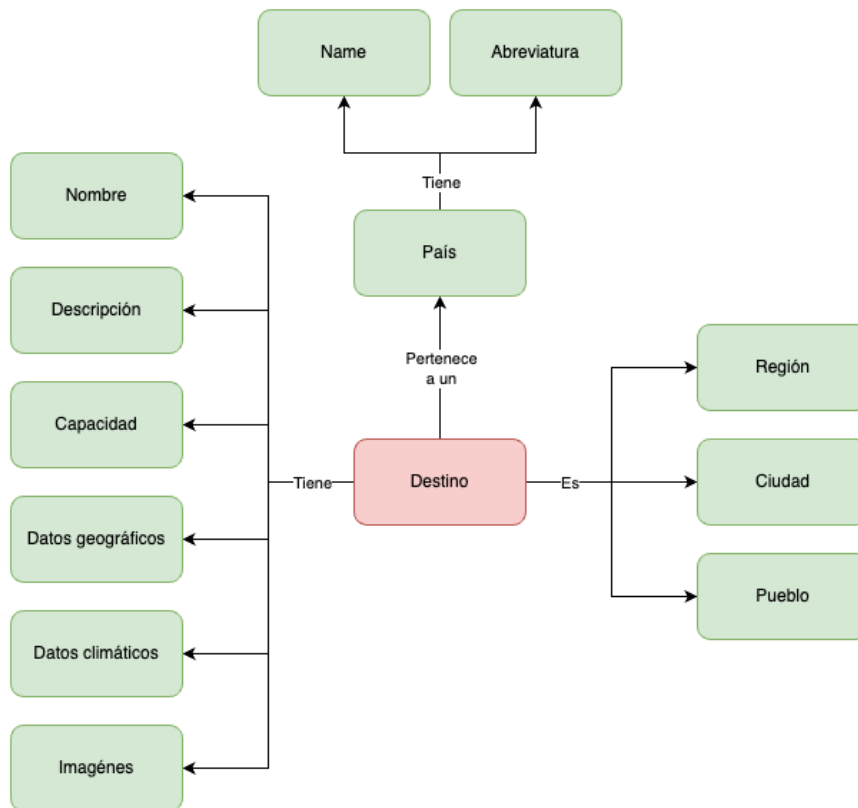 Name
Abreviatura
Tiene
Nombre
País
Descripción
Pertenece
a un
Región
Capacidad
Tiene
Destino
Es
Ciudad
Datos geográficos
Pueblo
Datos climáticos
Imagénes